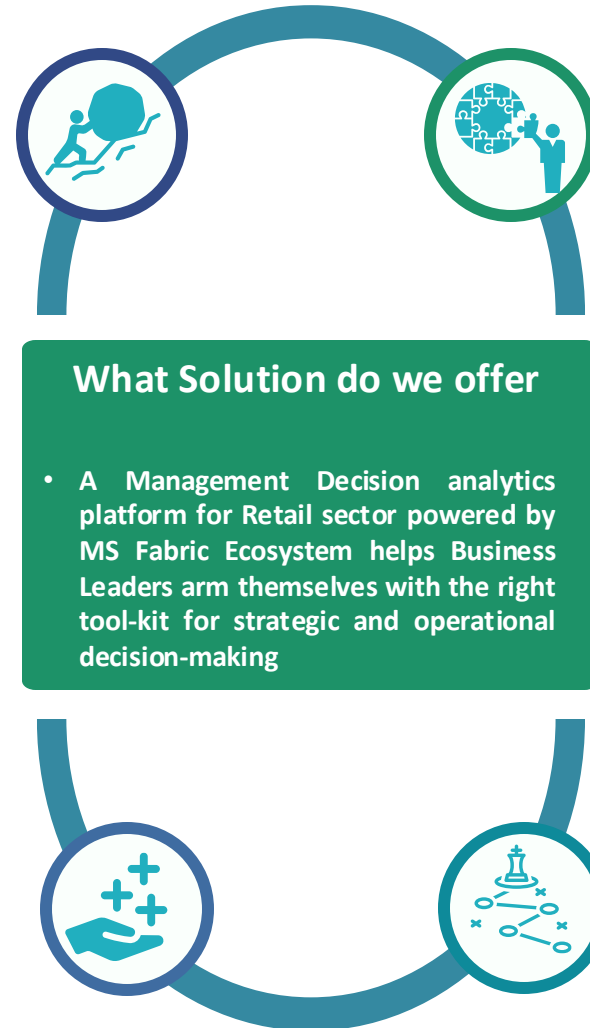 What Solution do we offer
• A Management Decision analytics
platform for Retail sector powered by
MS Fabric Ecosystem helps Business
Leaders arm themselves with the right
tool-kit for strategic and operational
decision-making